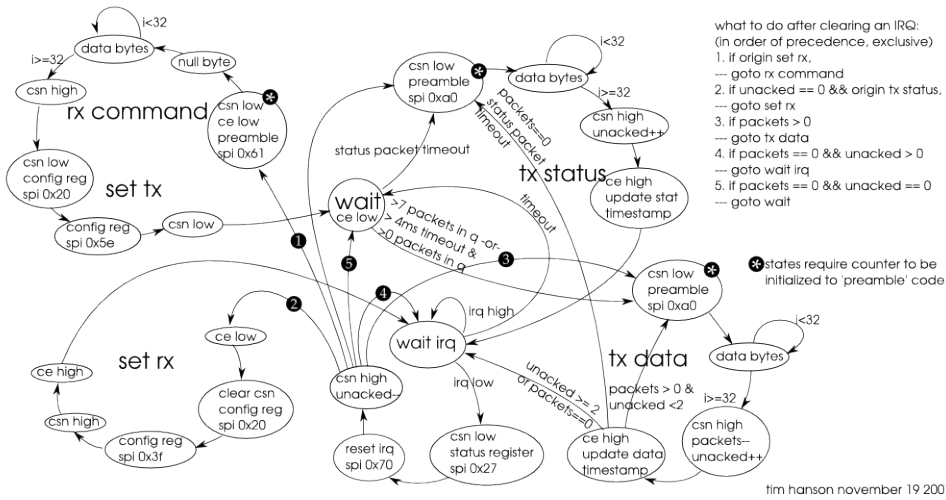 i<32
data bytes
i>=32
null byte
csn high
rx command
csn low
ce low
preamble
spi 0x61
csn low
config reg
spi 0x20
set tx
config reg
spi 0x5e
csn low
csn low
preamble
spi 0xa0
i<32
data bytes
i>=32
csn high
unacked++
packets==0
status packet
timeout
status packet timeout
tx status
ce high
update stat
timestamp
wait
ce low
>7 packets in q -or-
> 4ms timeout &
>0 packets in q
timeout
what to do after clearing an IRQ:
(in order of precedence, exclusive)
1. if origin set rx,
--- goto rx command
2. if unacked == 0 && origin tx status,
--- goto set rx
3. if packets > 0
--- goto tx data
4. if packets == 0 && unacked > 0
--- goto wait irq
5. if packets == 0 && unacked == 0
--- goto wait
* states require counter to be
initialized to 'preamble' code
1
5
3
2
4
csn low
preamble
spi 0xa0
i<32
data bytes
i>=32
csn high
packets--
unacked++
tx data
packets > 0 &
unacked <2
unacked >= 2
or packets==0
ce high
update data
timestamp
irq high
wait irq
irq low
csn low
status register
spi 0x27
reset irq
spi 0x70
csn high
unacked--
set rx
ce low
clear csn
config reg
spi 0x20
config reg
spi 0x3f
csn high
ce high
tim hanson november 19 200